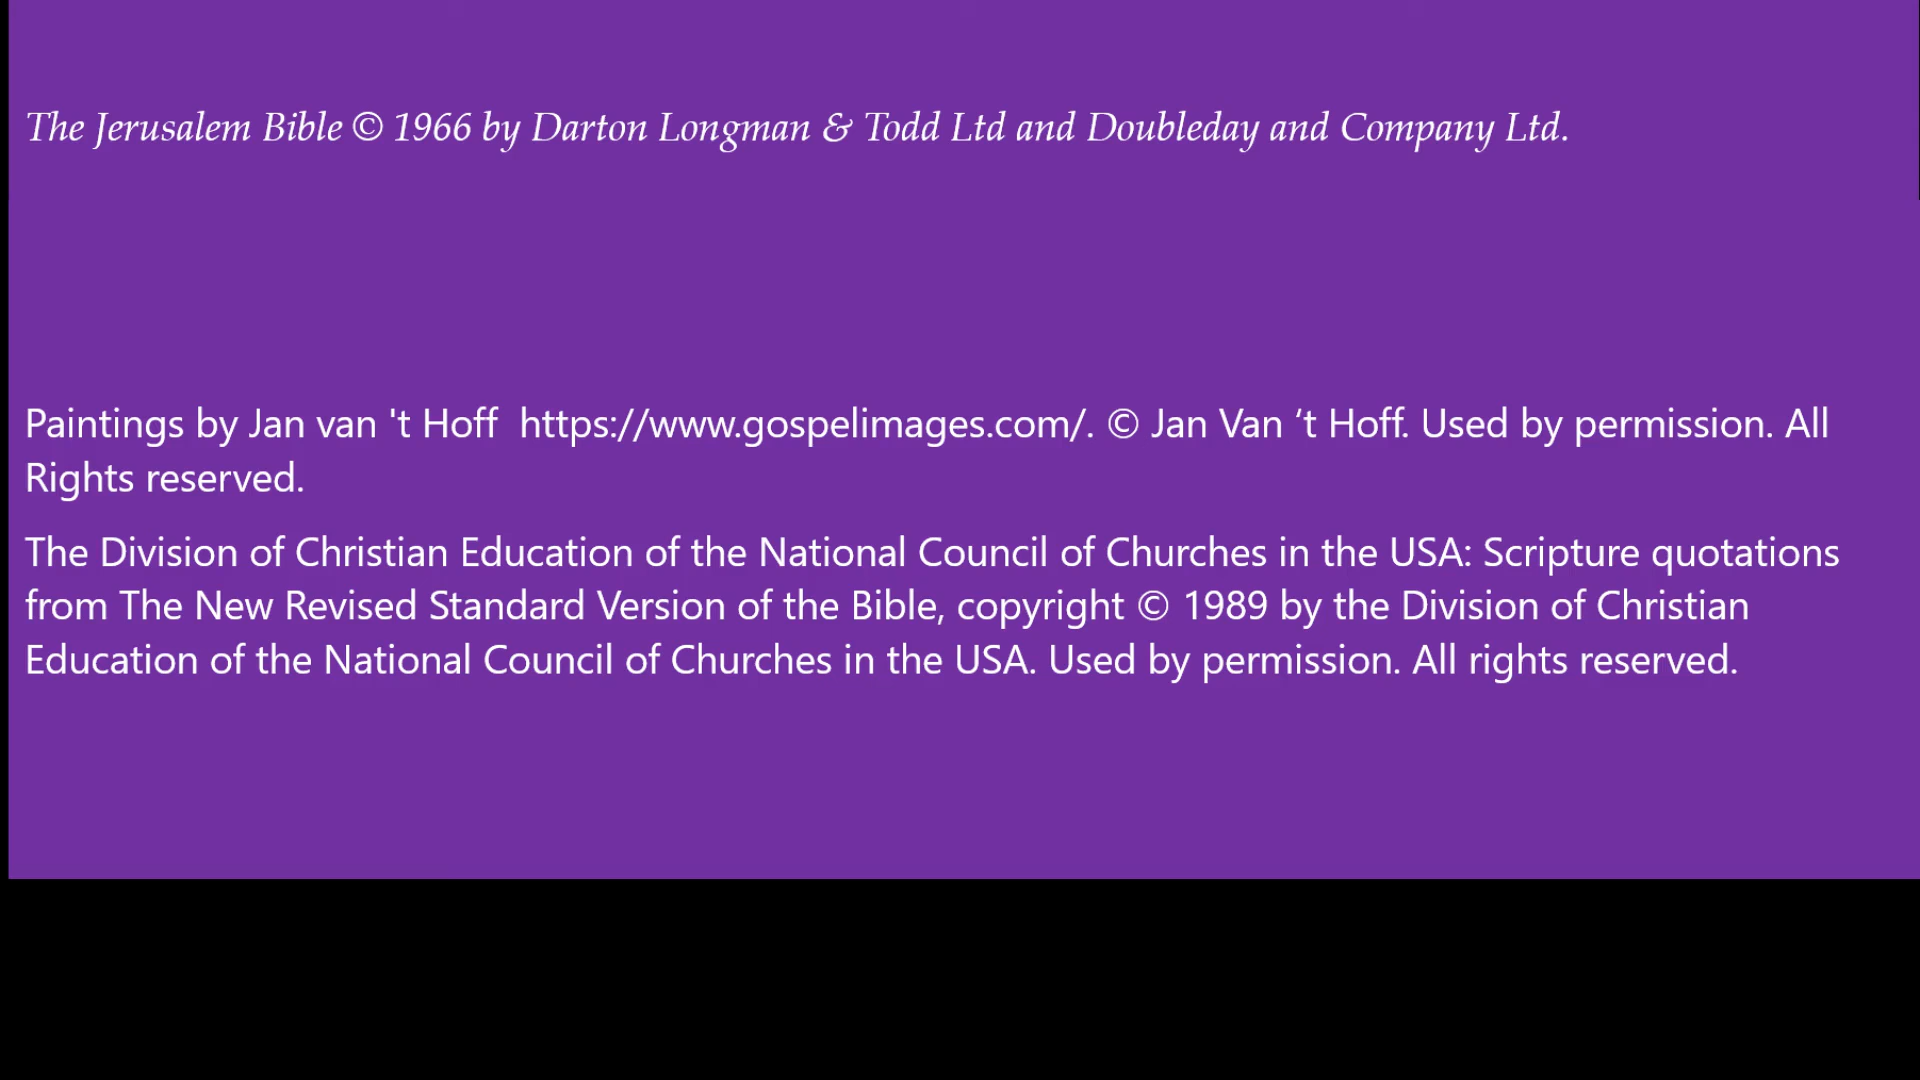 The Jerusalem Bible © 1966 by Darton Longman & Todd Ltd and Doubleday and Company Ltd.
Paintings by Jan van 't Hoff  https://www.gospelimages.com/. © Jan Van ‘t Hoff. Used by permission. All
Rights reserved.
The Division of Christian Education of the National Council of Churches in the USA: Scripture quotations
from The New Revised Standard Version of the Bible, copyright © 1989 by the Division of Christian
Education of the National Council of Churches in the USA. Used by permission. All rights reserved.